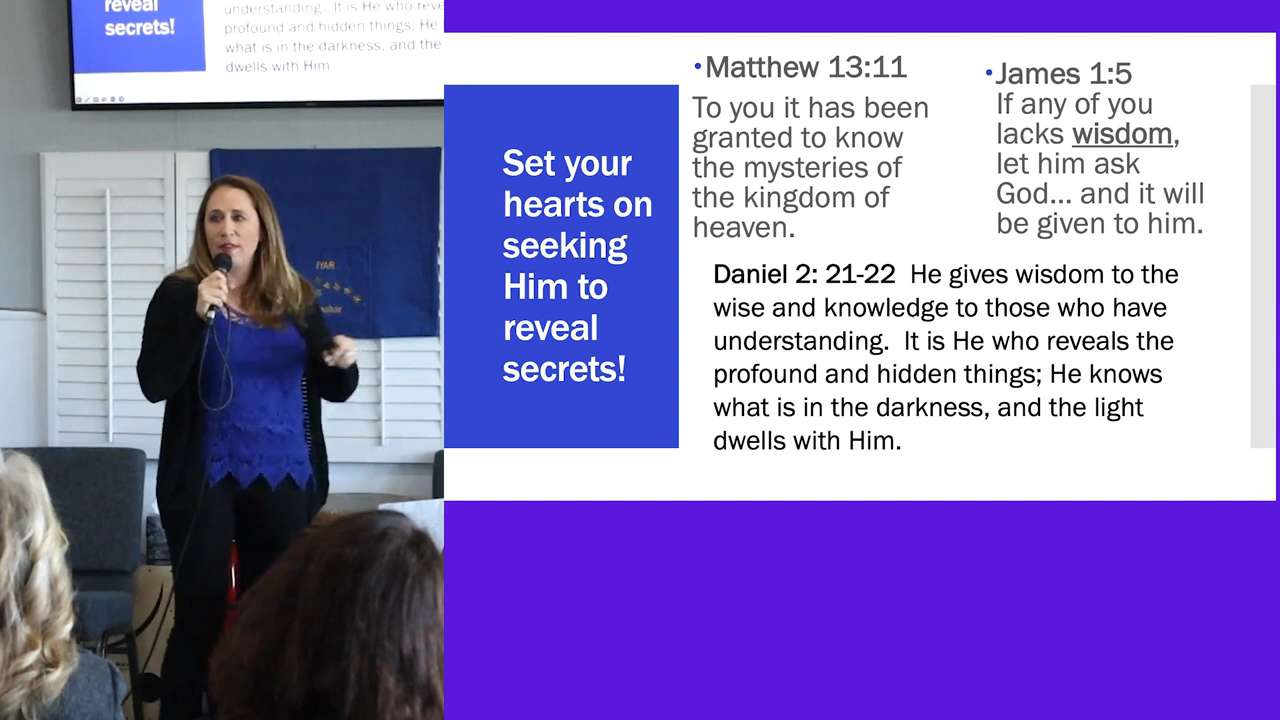 reveal
secrets!
understanding. It is He who reve
profound and hidden things; He
what is in the darkness, and the
dwells with Him.
IYAR
Set your
hearts on
seeking
Him to
reveal
secrets!
•Matthew 13:11
To you it has been
granted to know
the mysteries of
the kingdom of
heaven.
•James 1:5
If any of you
lacks wisdom,
let him ask
God... and it will
be given to him.
Daniel 2: 21-22  He gives wisdom to the
wise and knowledge to those who have
understanding.  It is He who reveals the
profound and hidden things; He knows
what is in the darkness, and the light
dwells with Him.